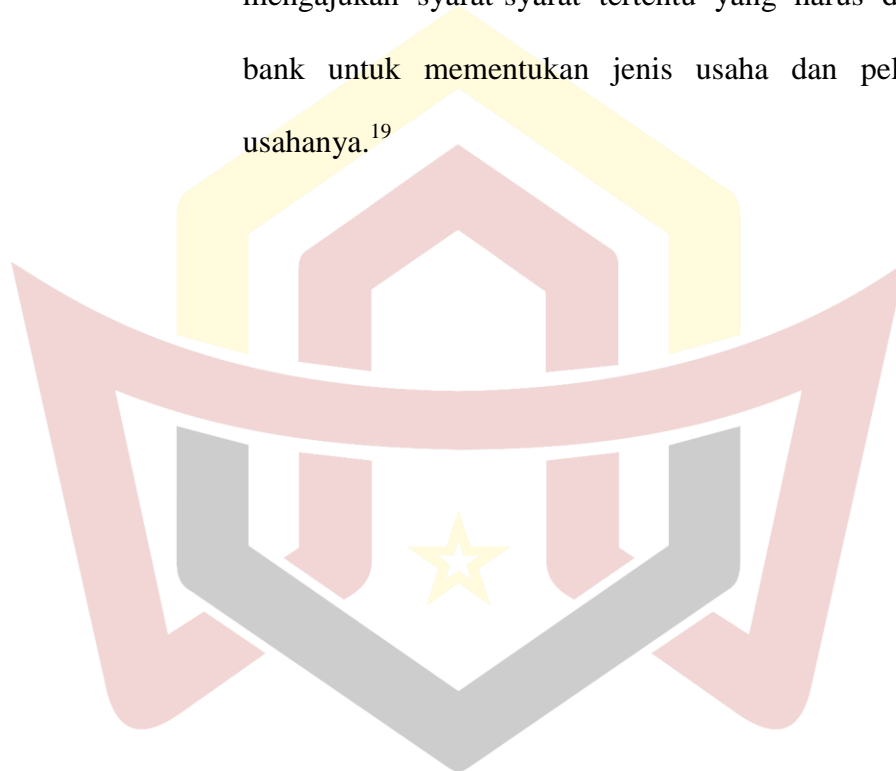 mengajukan syarat-syarat tertentu yang harus
bank untuk mementukan jenis usaha dan
usahanya.19